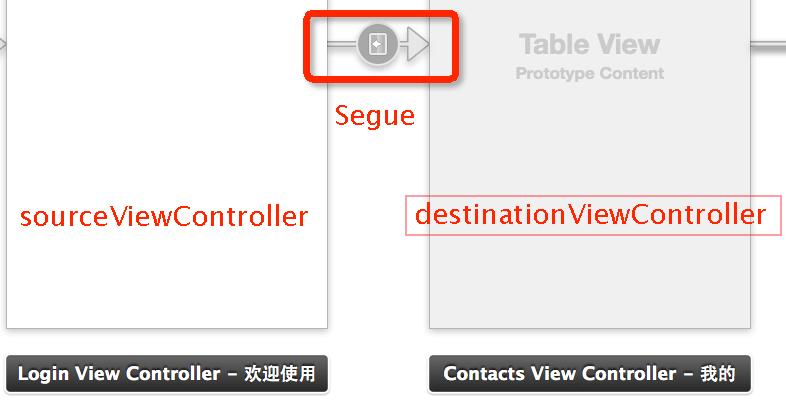 Table View
Prototype Content
Segue
sourceViewController
destinationViewController
Login View Controller – 欢迎使用
Contacts View Controller – 我的